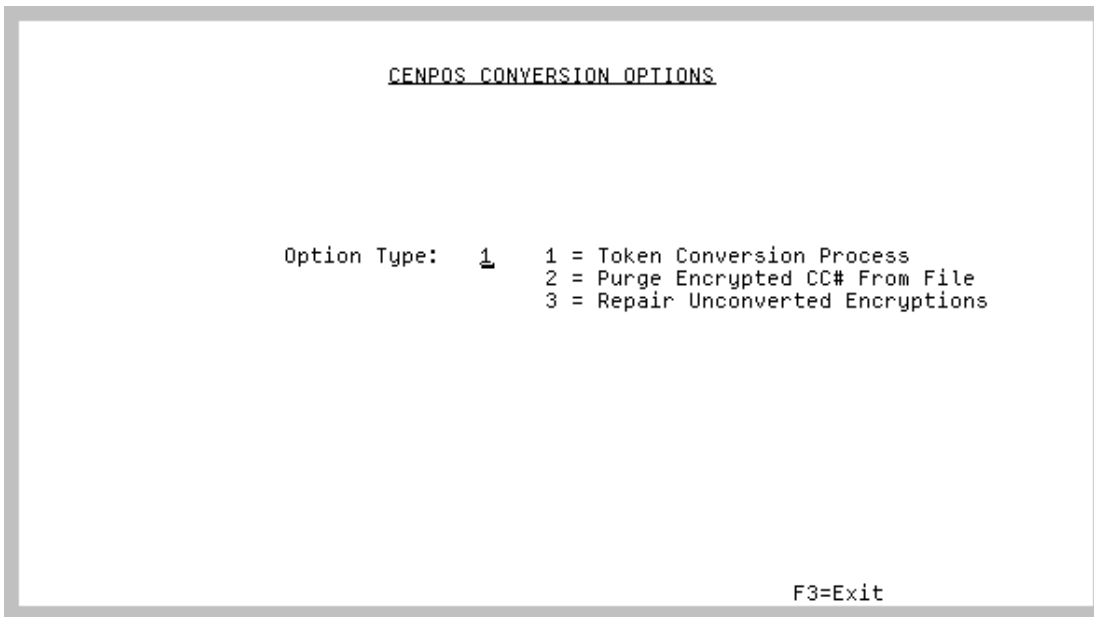 CENPOS CONVERSION OPTIONS
Option Type: 1 1 = Token Conversion Process
2 = Purge Encrypted CC# From File
3 = Repair Unconverted Encryptions
F3=Exit